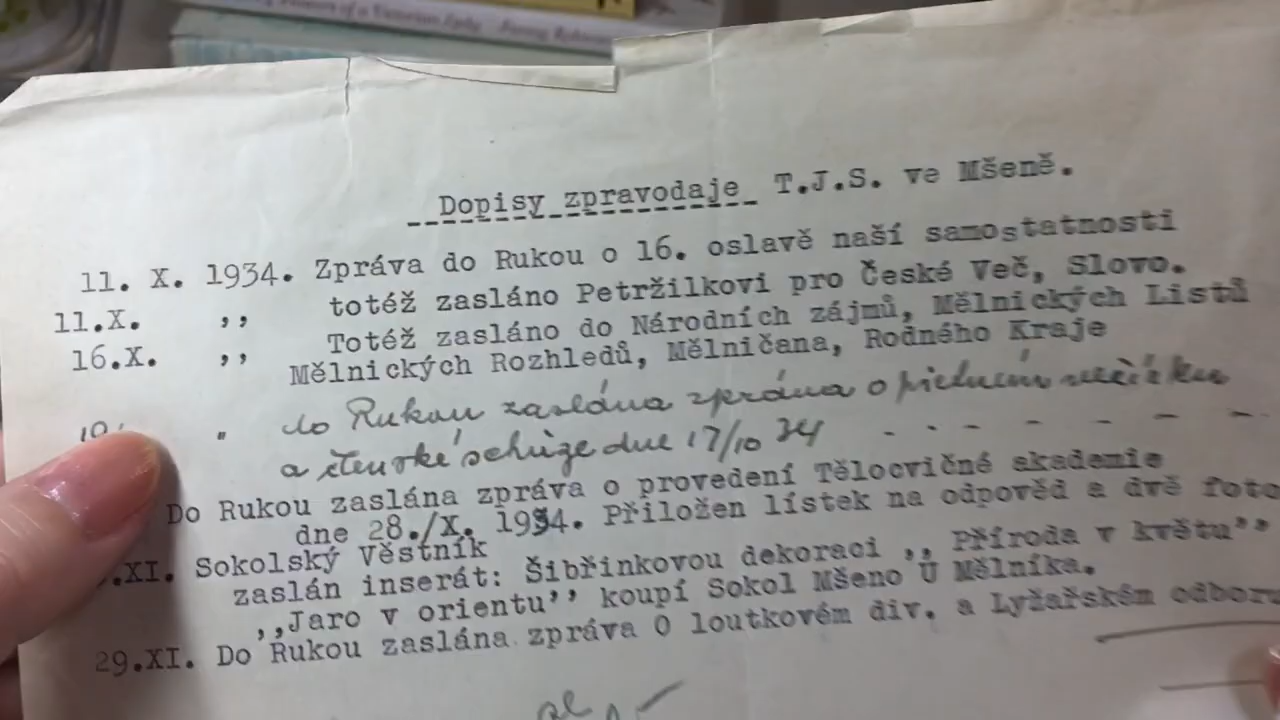 of a Victorian Lady
Dopisy zpravodaje T.J.S. ve Mšeně.
11. X. 1934. Zpráva do Rukou o 16. oslavě naší samostatnosti
11.X. ,, totéž zasláno Petržilkovi pro České Več, Slovo.
16.X. ,, Totéž zasláno do Národních zájmů, Mělnických Listů
Mělnických Rozhledů, Mělničana, Rodného Kraje
" do Rukou zaslána zpráva o
a schůze dne 17/10 34 - - - - - - -
Do Rukou zaslána zpráva o provedení Tělocvičné akademie
dne 28./X. 1934. Přiložen lístek na odpověd a dvě foto
.XI. Sokolský Věstník
zaslán inserát: Šibřinkovou dekoraci ,, Příroda v květu’’
,,Jaro v orientu’’ koupí Sokol Mšeno U Mělníka.
29.XI. Do Rukou zaslána zpráva O loutkovém div. a Lyžařském odboru